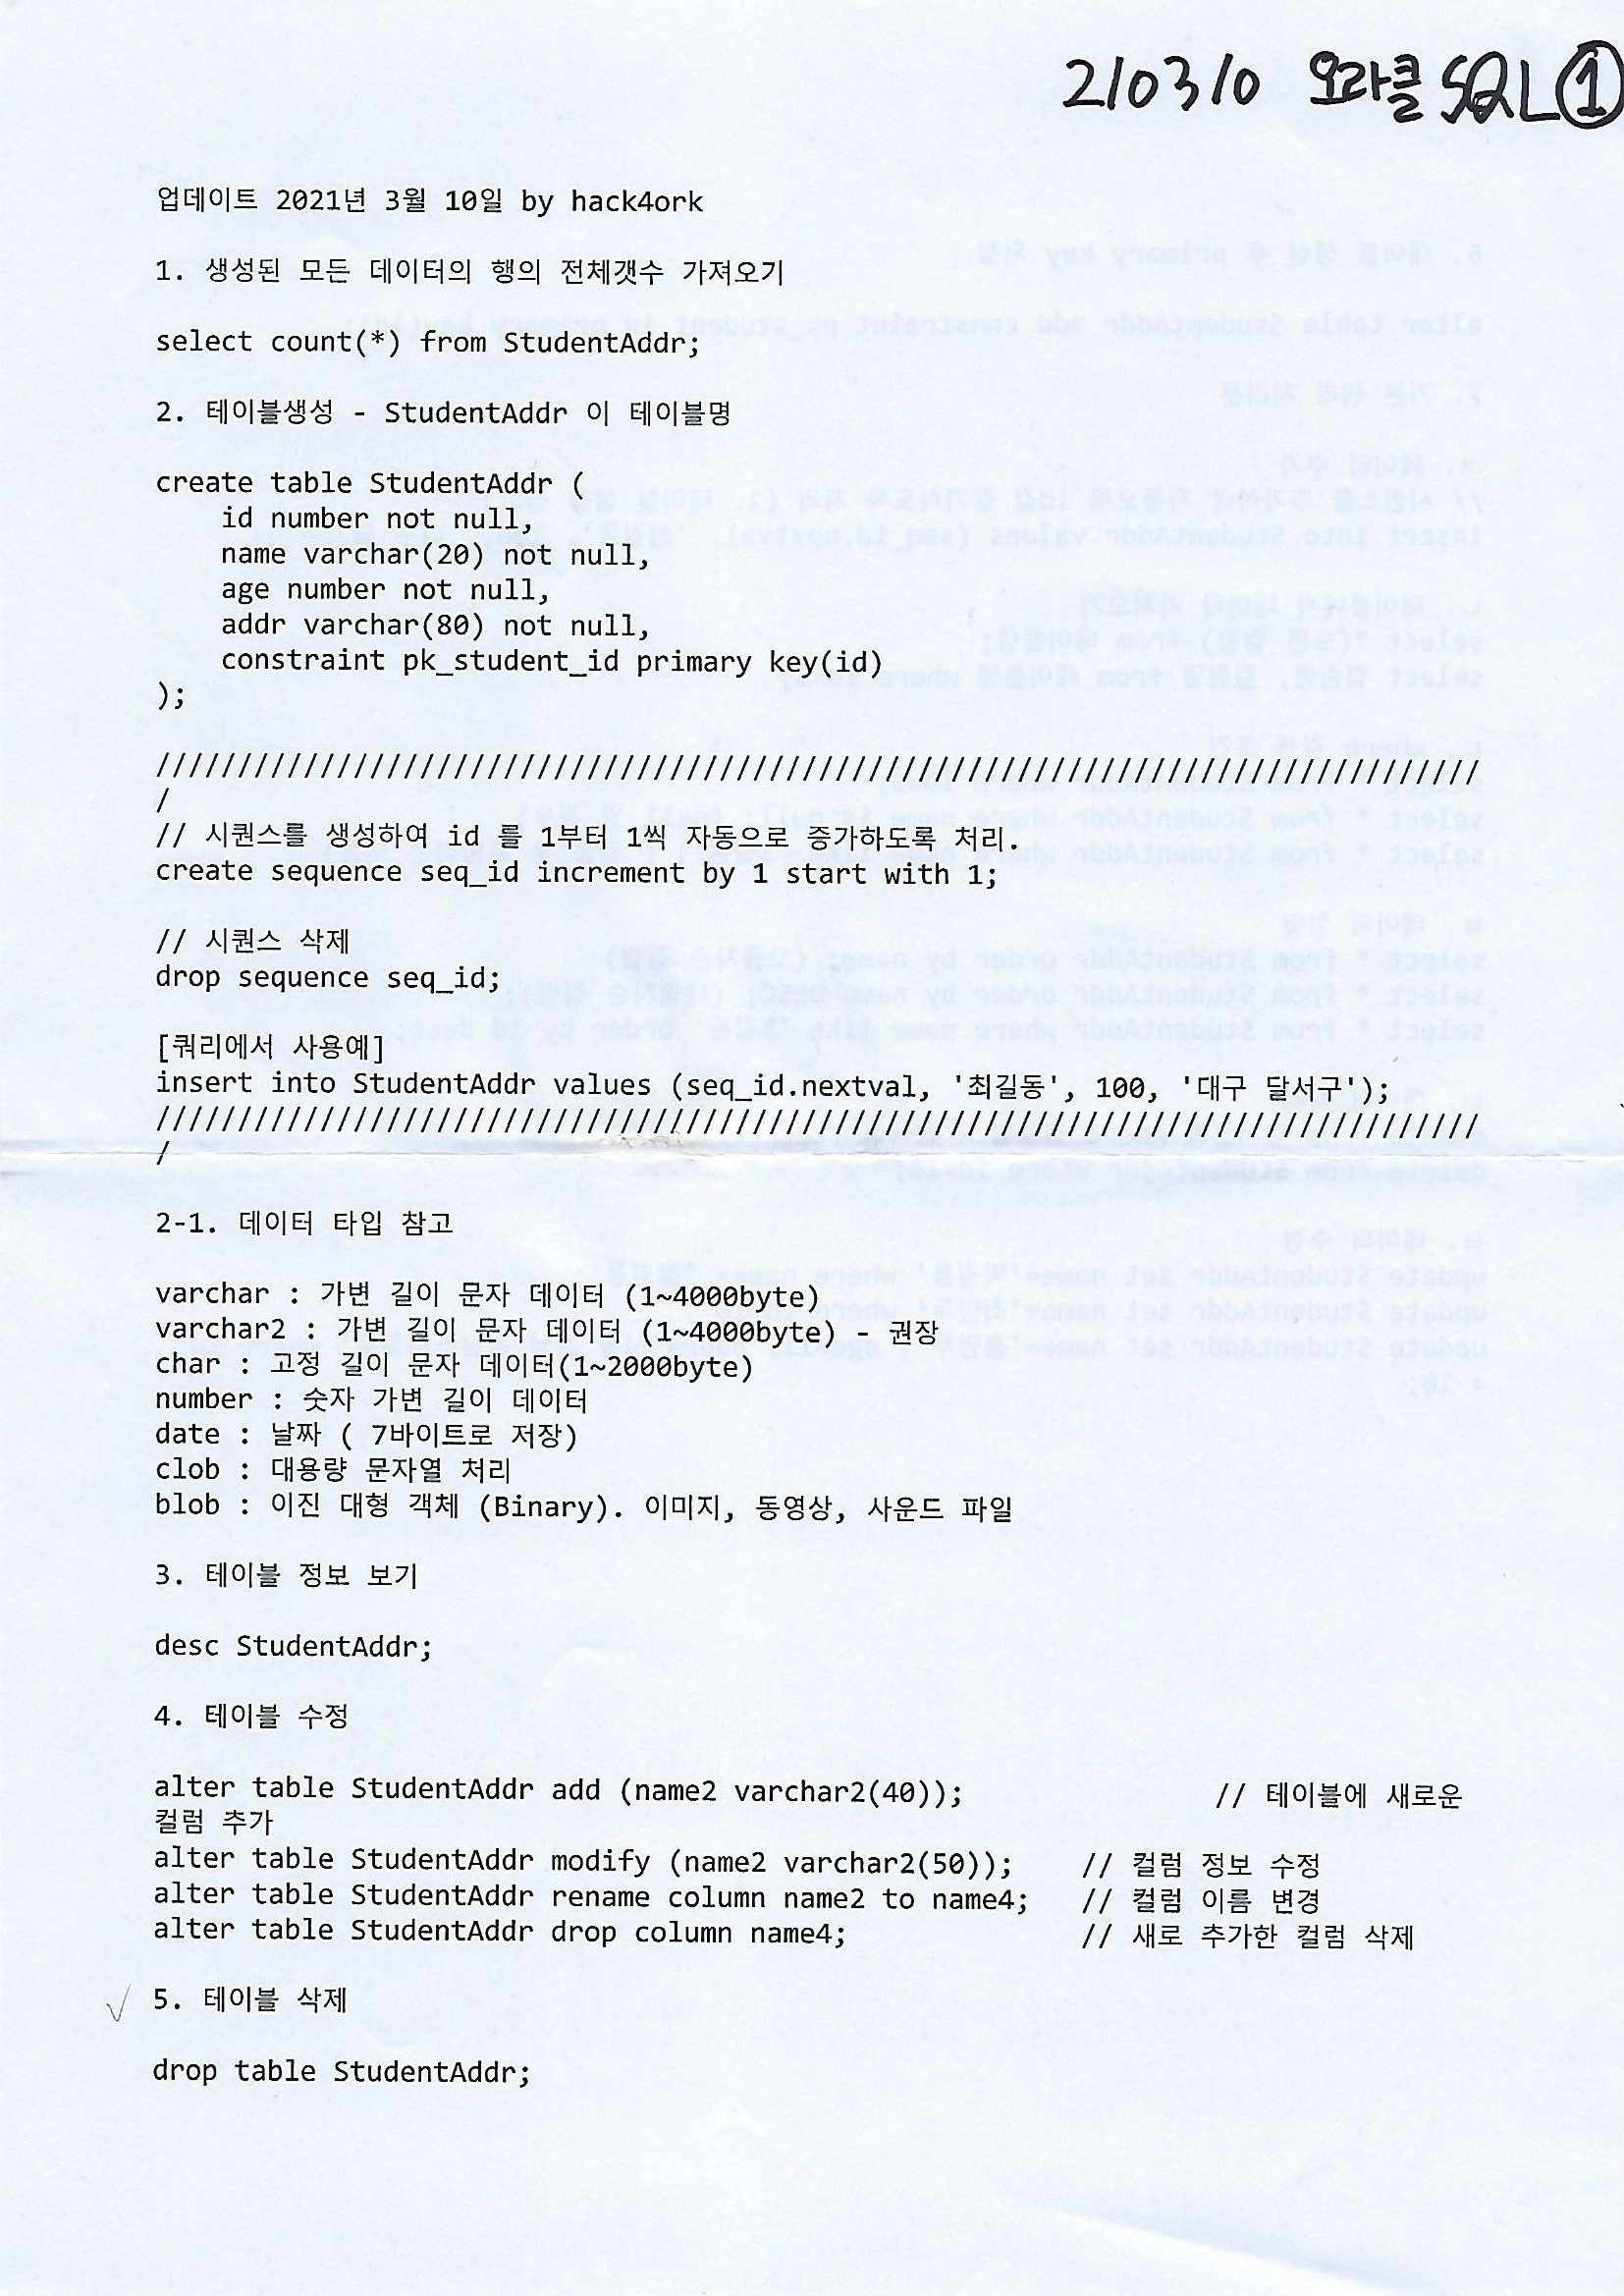 210310 오라클 SQL ①
업데이트 2021년 3월 10일 by hack4ork
1. 생성된 모든 데이터의 행의 전체갯수 가져오기
select count(*) from StudentAddr;
2. 테이블생성 - StudentAddr 이 테이블명
create table StudentAddr (
id number not null,
name varchar(20) not null,
age number not null,
addr varchar(80) not null,
constraint pk_student_id primary key(id)
);
/////////////////////////////////////////////////////////////////////////////////
/
// 시퀀스를 생성하여 id 를 1부터 1씩 자동으로 증가하도록 처리.
create sequence seq_id increment by 1 start with 1;
// 시퀀스 삭제
drop sequence seq_id;
[쿼리에서 사용예]
insert into StudentAddr values (seq_id.nextval, '최길동', 100, '대구 달서구');
/////////////////////////////////////////////////////////////////////////////////
/
2-1. 데이터 타입 참고
varchar : 가변 길이 문자 데이터 (1~4000byte)
varchar2 : 가변 길이 문자 데이터 (1~4000byte) - 권장
char : 고정 길이 문자 데이터(1~2000byte)
number : 숫자 가변 길이 데이터
date : 날짜 ( 7바이트로 저장)
clob : 대용량 문자열 처리
blob : 이진 대형 객체 (Binary). 이미지, 동영상, 사운드 파일
3. 테이블 정보 보기
desc StudentAddr;
4. 테이블 수정
alter table StudentAddr add (name2 varchar2(40)); // 테이블에 새로운
컬럼 추가
alter table StudentAddr modify (name2 varchar2(50)); // 컬럼 정보 수정
alter table StudentAddr rename column name2 to name4; // 컬럼 이름 변경
alter table StudentAddr drop column name4; // 새로 추가한 컬럼 삭제
5. 테이블 삭제
drop table StudentAddr;